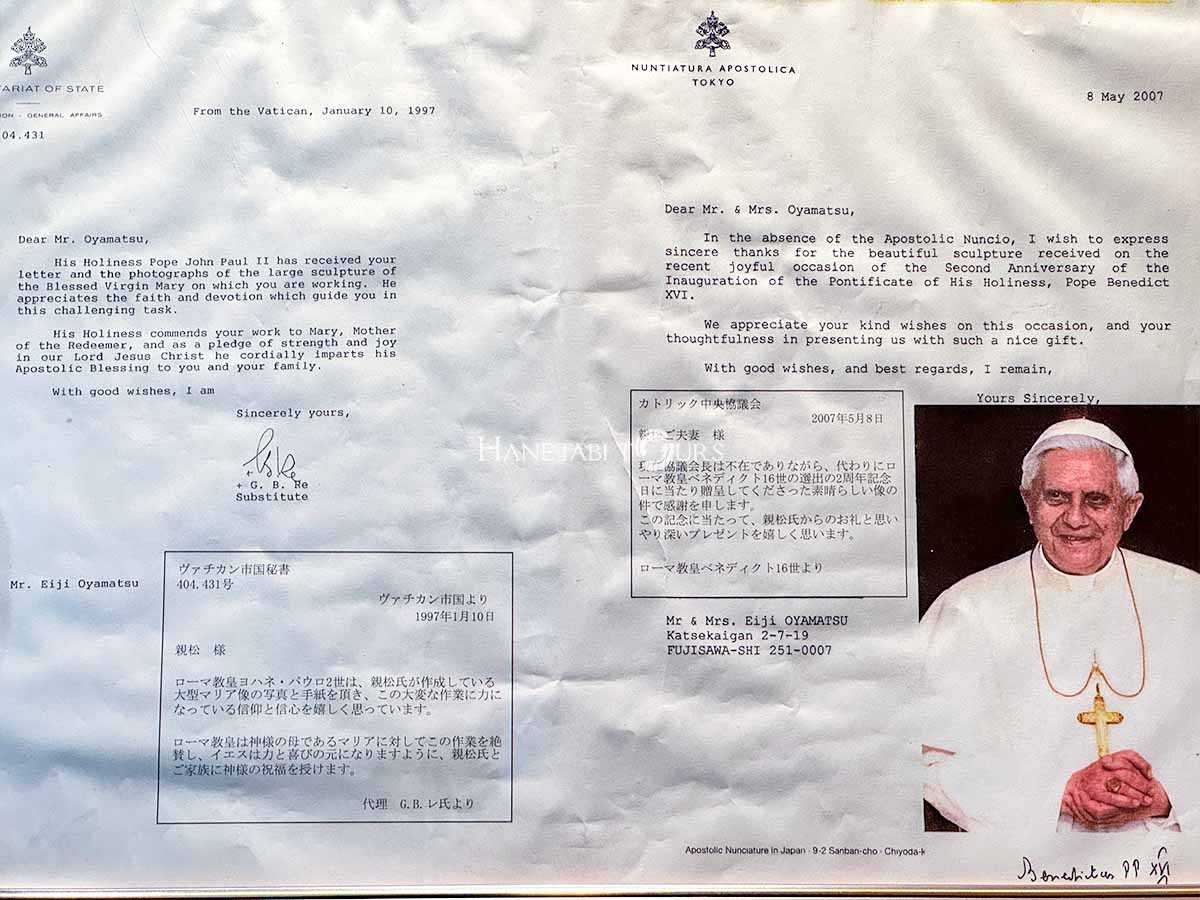 TARIAT OF STATE
ION · GENERAL AFFAIRS
04.431
From the Vatican, January 10, 1997
Dear Mr. Oyamatsu,
His Holiness Pope John Paul II has received your
letter and the photographs of the large sculpture of
the Blessed Virgin Mary on which you are working. He
appreciates the faith and devotion which guide you in
this challenging task.
His Holiness commends your work to Mary, Mother
of the Redeemer, and as a pledge of strength and joy
in our Lord Jesus Christ he cordially imparts his
Apostolic Blessing to you and your family.
With good wishes, I am
Sincerely yours,
+ G. B. Re
Substitute
Mr. Eiji Oyamatsu
ヴァチカン市国秘書
404.431号
ヴァチカン市国より
1997年1月10日
親松 様
ローマ教皇ヨハネ・パウロ2世は、親松氏が作成している
大型マリア像の写真と手紙を頂き、この大変な作業に力に
なっている信仰と信心を嬉しく思っています。
ローマ教皇は神様の母であるマリアに対してこの作業を絶
賛し、イエスは力と喜びの元になりますように、親松氏と
ご家族に神様の祝福を授けます。
代理 G.B.レ氏より
NUNTIATURA APOSTOLICA
TOKYO
8 May 2007
Dear Mr. & Mrs. Oyamatsu,
In the absence of the Apostolic Nuncio, I wish to express
sincere thanks for the beautiful sculpture received on the
recent joyful occasion of the Second Anniversary of the
Inauguration of the Pontificate of His Holiness, Pope Benedict
XVI.
We appreciate your kind wishes on this occasion, and your
thoughtfulness in presenting us with such a nice gift.
With good wishes, and best regards, I remain,
Yours Sincerely,
カトリック中央協議会
2007年5月8日
親松ご夫妻 様
現在協議会長は不在でありながら、代わりにロ
ーマ教皇ベネディクト16世の選出の2周年記念
日に当たり贈呈してくださった素晴らしい像の
件で感謝を申します。
この記念に当たって、親松氏からのお礼と思い
やり深いプレゼントを嬉しく思います。
ローマ教皇ベネディクト16世より
Mr & Mrs. Eiji OYAMATSU
Katsekaigan 2-7-19
FUJISAWA-SHI 251-0007
Apostolic Nunciature in Japan · 9-2 Sanban-cho · Chiyoda-k
Benedictus PP XVI
HANETABI TOURS